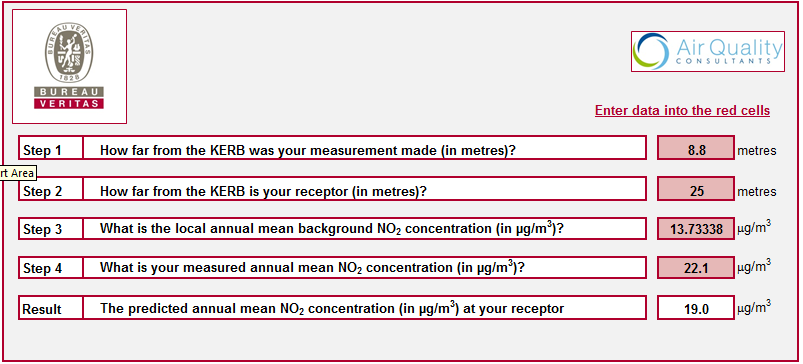 BUREAU VERITAS
1828
BUREAU
VERITAS
Air Quality
CONSULTANTS
Enter data into the red cells
Step 1 How far from the KERB was your measurement made (in metres)? 8.8 metres
rt Area
Step 2 How far from the KERB is your receptor (in metres)? 25 metres
Step 3 What is the local annual mean background NO₂ concentration (in µg/m³)? 13.73338 µg/m³
Step 4 What is your measured annual mean NO₂ concentration (in µg/m³)? 22.1 µg/m³
Result The predicted annual mean NO₂ concentration (in µg/m³) at your receptor 19.0 µg/m³